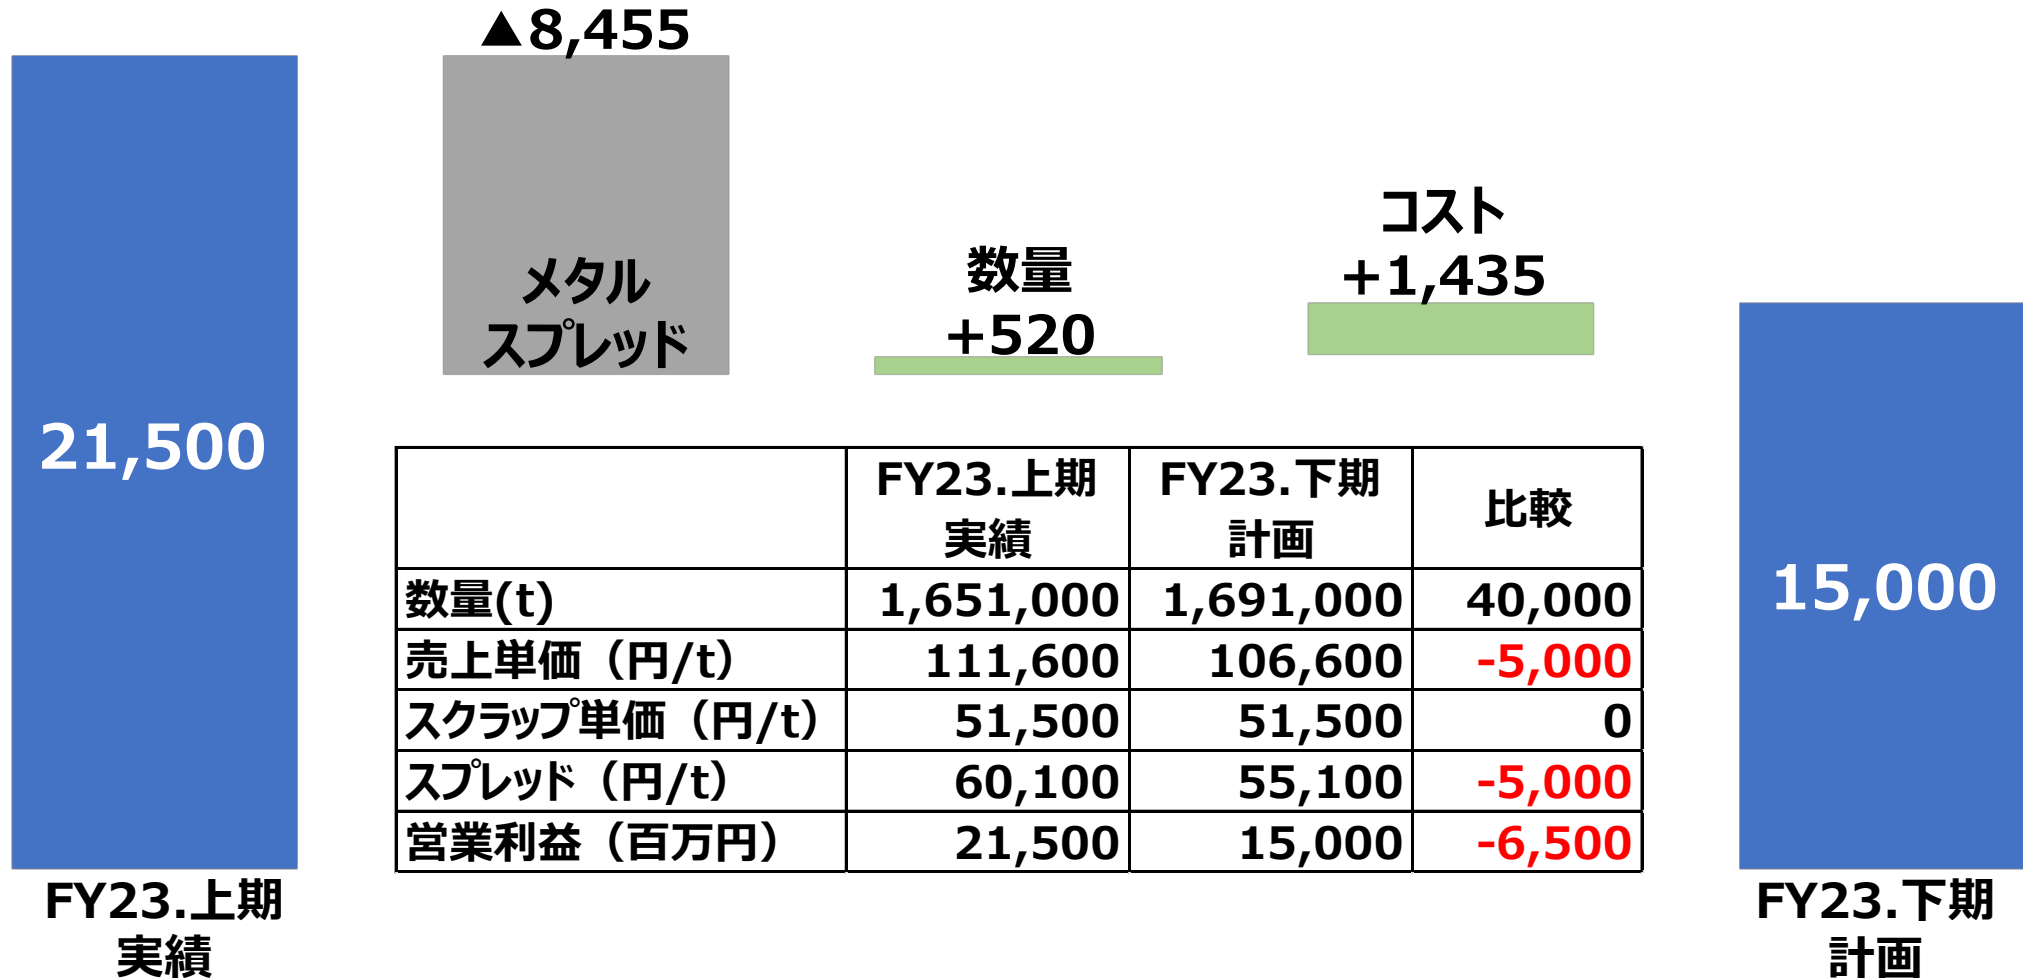 ▲8,455
メタル
スプレッド
数量
+520
コスト
+1,435
21,500
15,000
FY23.上期
実績
FY23.下期
計画
FY23.上期 FY23.下期 比較
実績 計画
数量(t) 1,651,000 1,691,000 40,000
売上単価（円/t） 111,600 106,600 -5,000
スクラップ単価（円/t） 51,500 51,500 0
スプレッド（円/t） 60,100 55,100 -5,000
営業利益（百万円） 21,500 15,000 -6,500